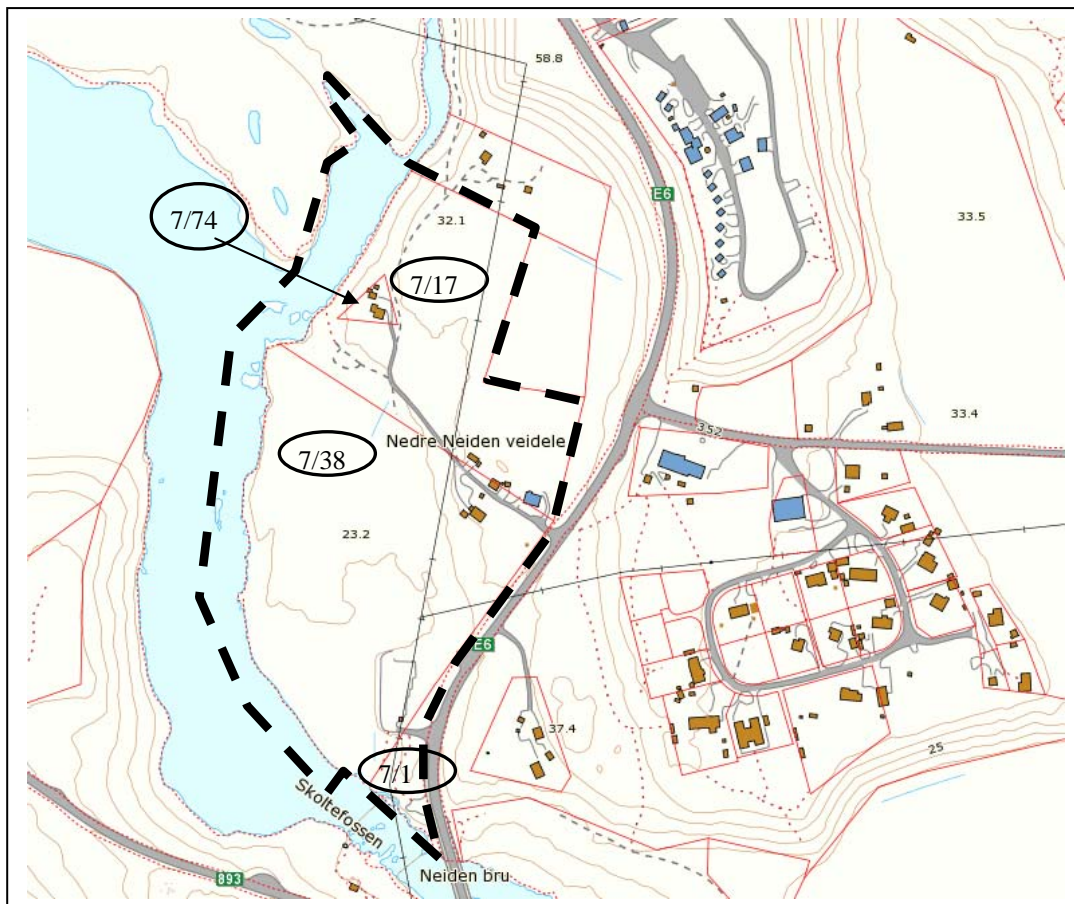 58.8
E6
7/74
32.1
33.5
7/17
352
33.4
Nedre Neiden veidele
7/38
23.2
E6
37.4
25
7/1
Skoltefossen
Neiden bru
893